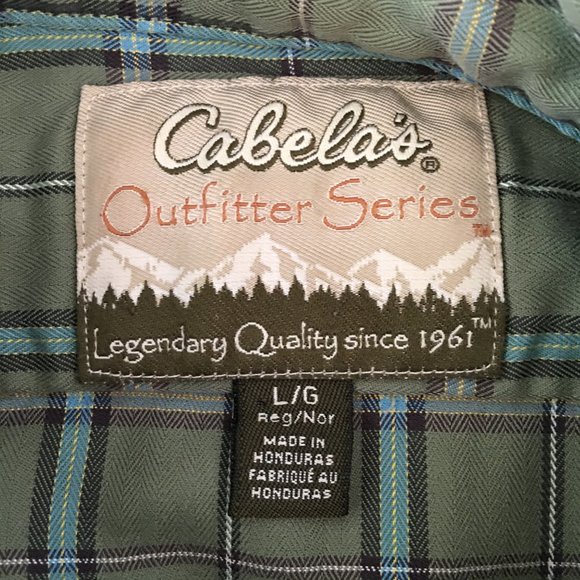 Cabela's®
Outfitter Series™
Legendary Quality since 1961™
L/G
Reg/Nor
MADE IN
HONDURAS
FABRIQUÉ AU
HONDURAS